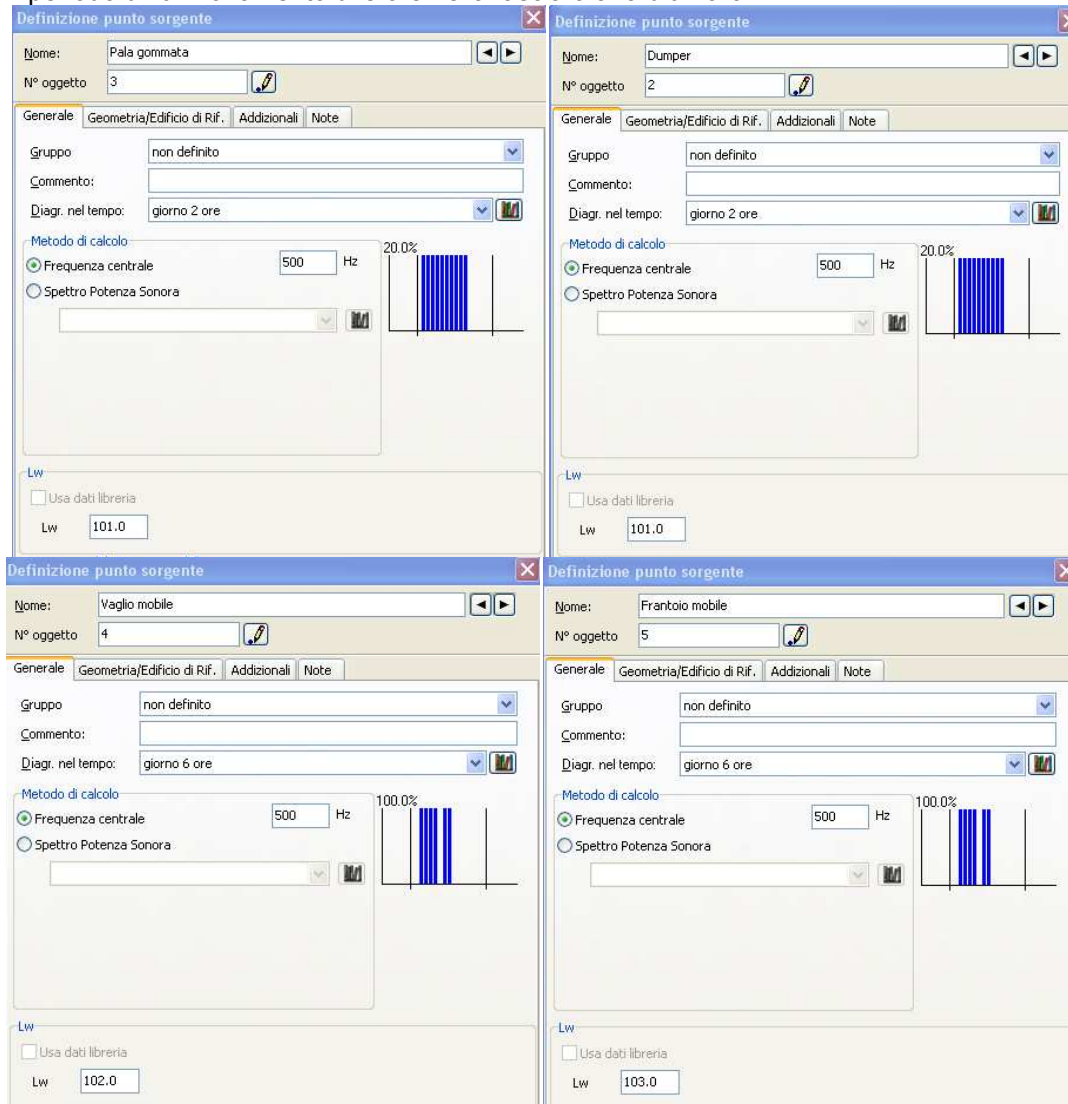 Definizione punto sorgente
Nome: Pala gommata
N° oggetto 3
Generale Geometria/Edificio di Rif. Addizionali Note
Gruppo non definito
Commento:
Diagr. nel tempo: giorno 2 ore
Metodo di calcolo
20.0%
Frequenza centrale 500 Hz
Spettro Potenza Sonora
Lw
Usa dati libreria
Lw 101.0
Definizione punto sorgente
Nome: Dumper
N° oggetto 2
Generale Geometria/Edificio di Rif. Addizionali Note
Gruppo non definito
Commento:
Diagr. nel tempo: giorno 2 ore
Metodo di calcolo
20.0%
Frequenza centrale 500 Hz
Spettro Potenza Sonora
Lw
Usa dati libreria
Lw 101.0
Definizione punto sorgente
Nome: Vaglio mobile
N° oggetto 4
Generale Geometria/Edificio di Rif. Addizionali Note
Gruppo non definito
Commento:
Diagr. nel tempo: giorno 6 ore
Metodo di calcolo
100.0%
Frequenza centrale 500 Hz
Spettro Potenza Sonora
Lw
Usa dati libreria
Lw 102.0
Definizione punto sorgente
Nome: Frantoio mobile
N° oggetto 5
Generale Geometria/Edificio di Rif. Addizionali Note
Gruppo non definito
Commento:
Diagr. nel tempo: giorno 6 ore
Metodo di calcolo
100.0%
Frequenza centrale 500 Hz
Spettro Potenza Sonora
Lw
Usa dati libreria
Lw 103.0